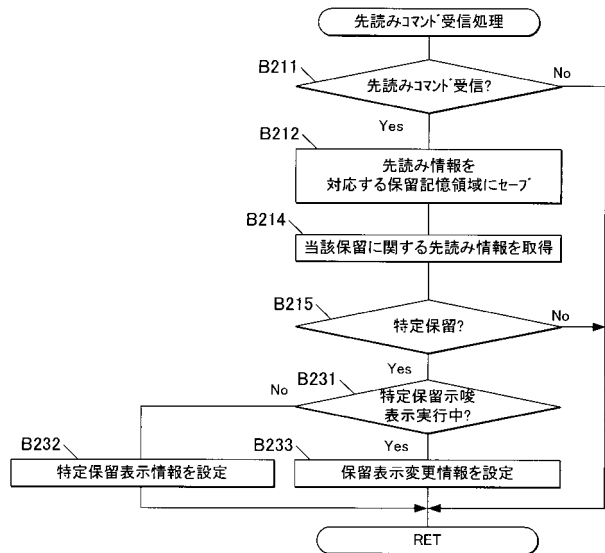 先読みコマンド受信処理
B211
先読みコマンド受信?
No
Yes
B212
先読み情報を
対応する保留記憶領域にセーブ
B214
当該保留に関する先読み情報を取得
B215
特定保留?
No
Yes
B231
特定保留示唆
表示実行中?
No
Yes
B232
特定保留表示情報を設定
B233
保留表示変更情報を設定
RET